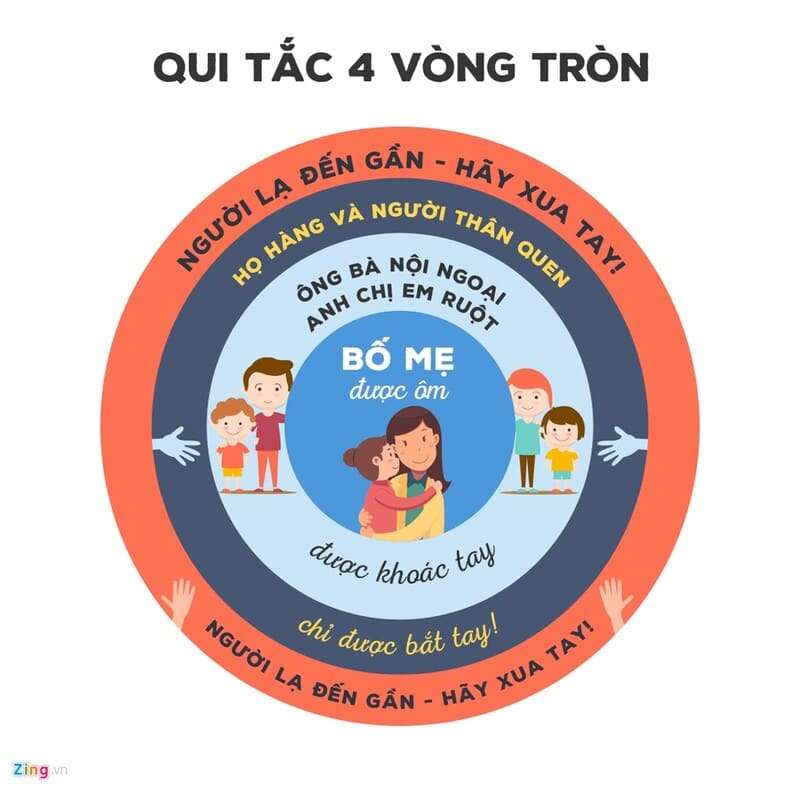 QUI TẮC 4 VÒNG TRÒN
NGƯỜI LẠ ĐẾN GẦN - HÃY XUA TAY!
HỌ HÀNG VÀ NGƯỜI THÂN QUEN
ÔNG BÀ NỘI NGOẠI
ANH CHỊ EM RUỘT
BỐ MẸ
được ôm
được khoác tay
chỉ được bắt tay!
NGƯỜI LẠ ĐẾN GẦN - HÃY XUA TAY!
Zing.vn